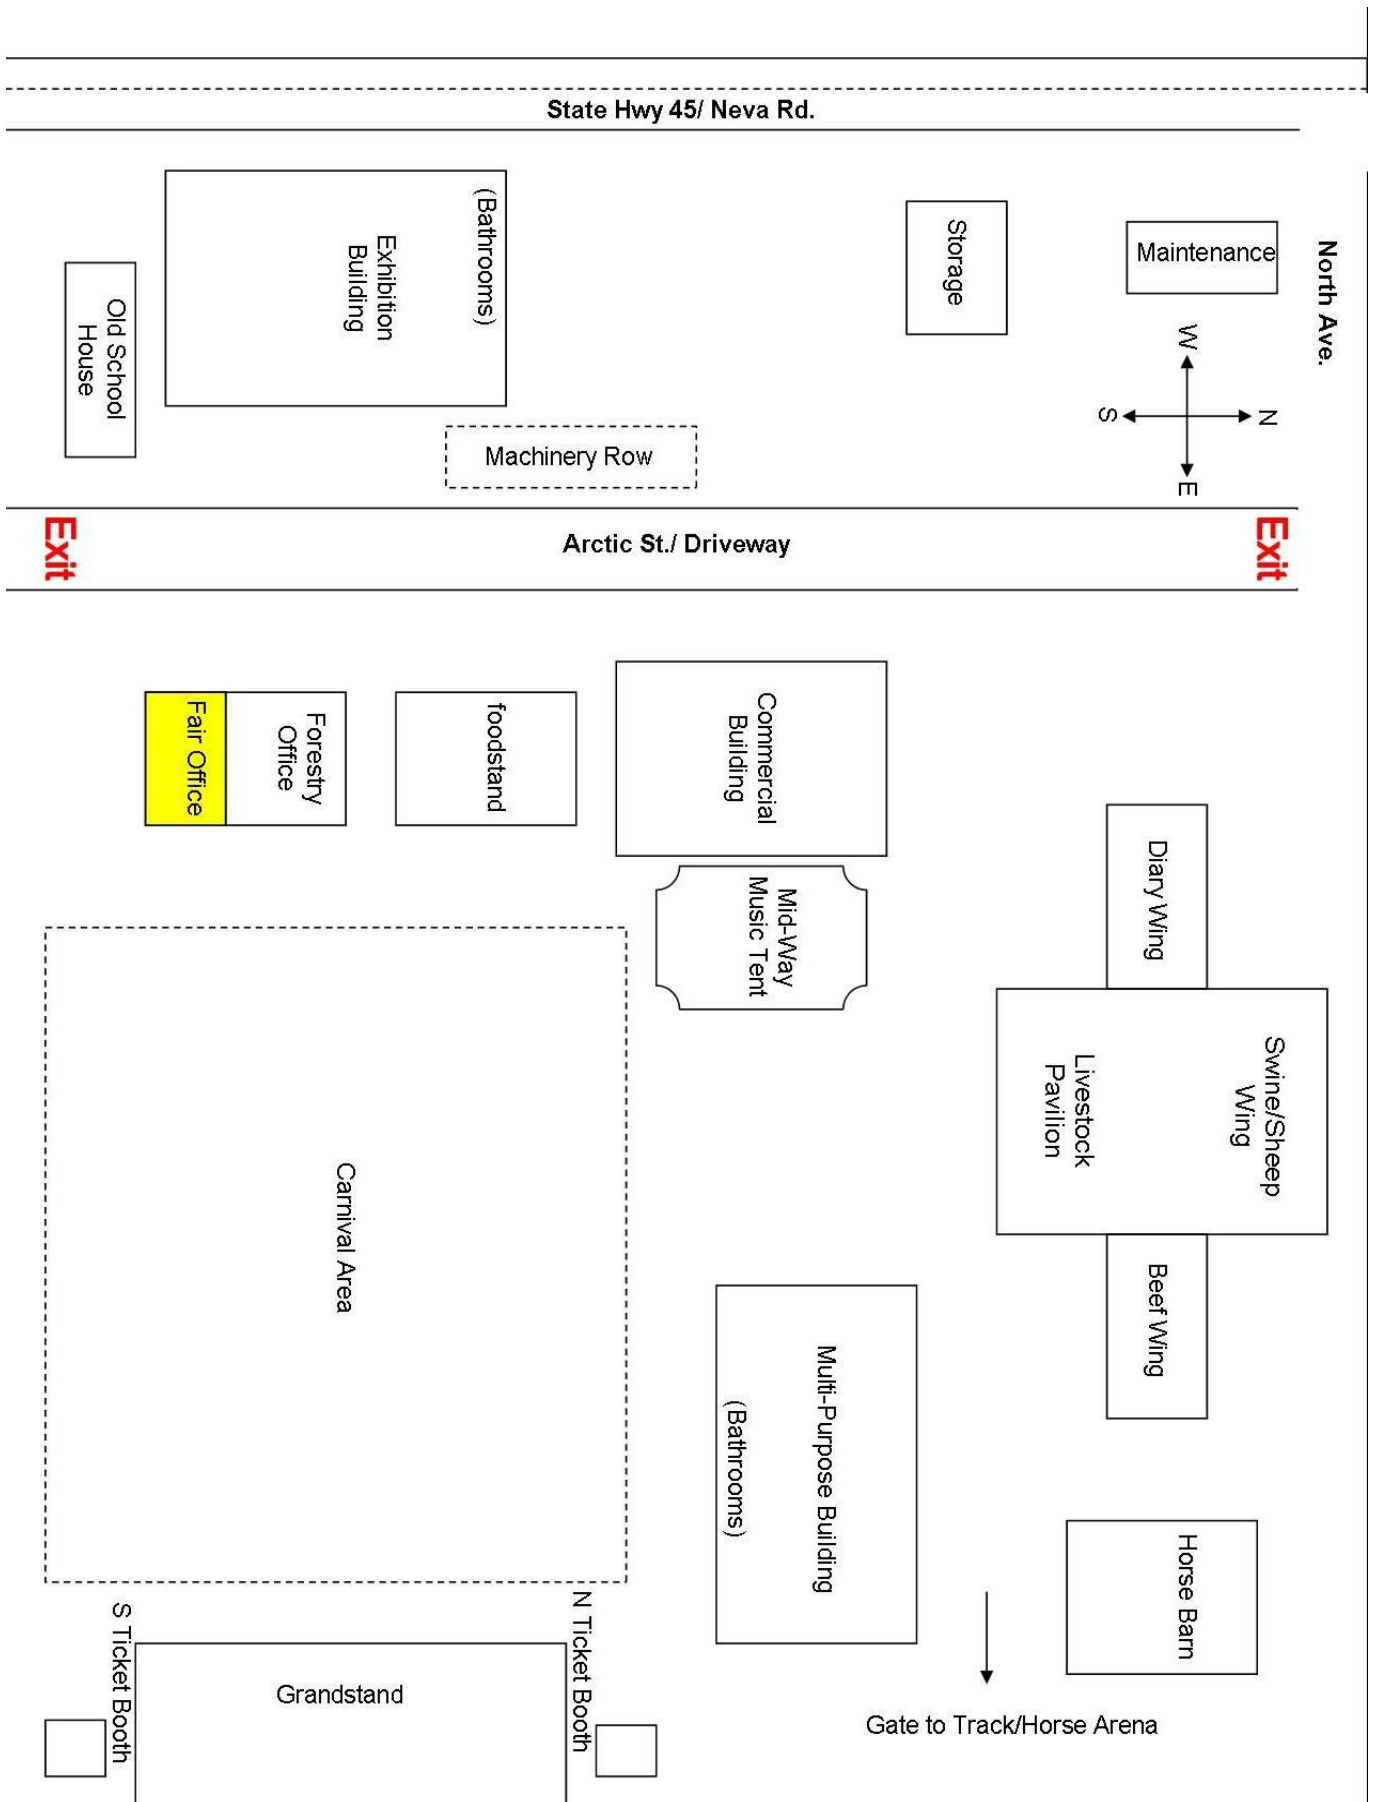 State Hwy 45/ Neva Rd.
North Ave.
Maintenance
Storage
(Bathrooms)
Exhibition
Building
Old School
House
W
N
S
E
Machinery Row
Exit
Arctic St./ Driveway
Exit
Fair Office
Forestry
Office
foodstand
Commercial
Building
Mid-Way
Music Tent
Diary Wing
Swine/Sheep
Wing
Livestock
Pavilion
Beef Wing
Carnival Area
Multi-Purpose Building
(Bathrooms)
Horse Barn
S Ticket Booth
Grandstand
N Ticket Booth
Gate to Track/Horse Arena